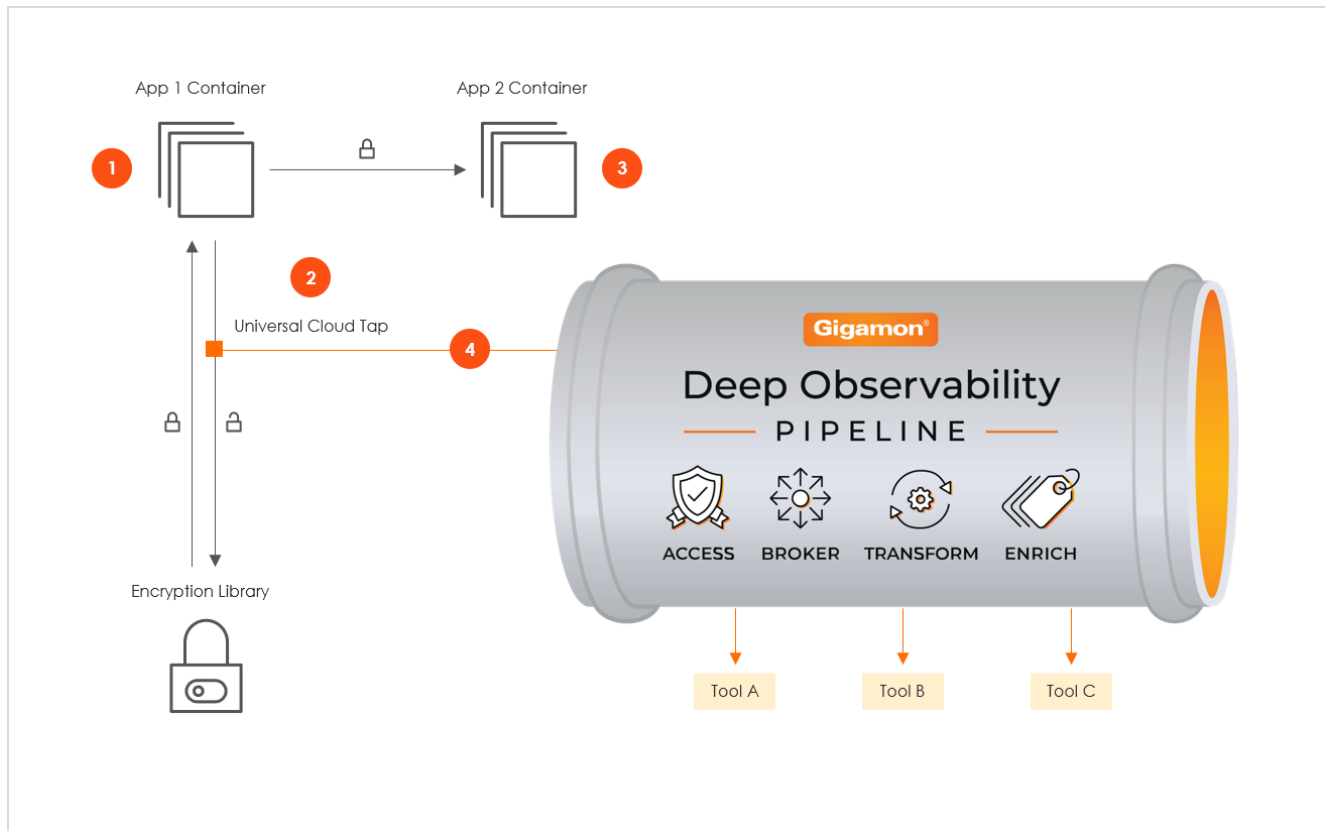 App 1 Container
App 2 Container
1
3
2
Universal Cloud Tap
4
Gigamon®
Deep Observability
PIPELINE
ACCESS
BROKER
TRANSFORM
ENRICH
Encryption Library
Tool A
Tool B
Tool C